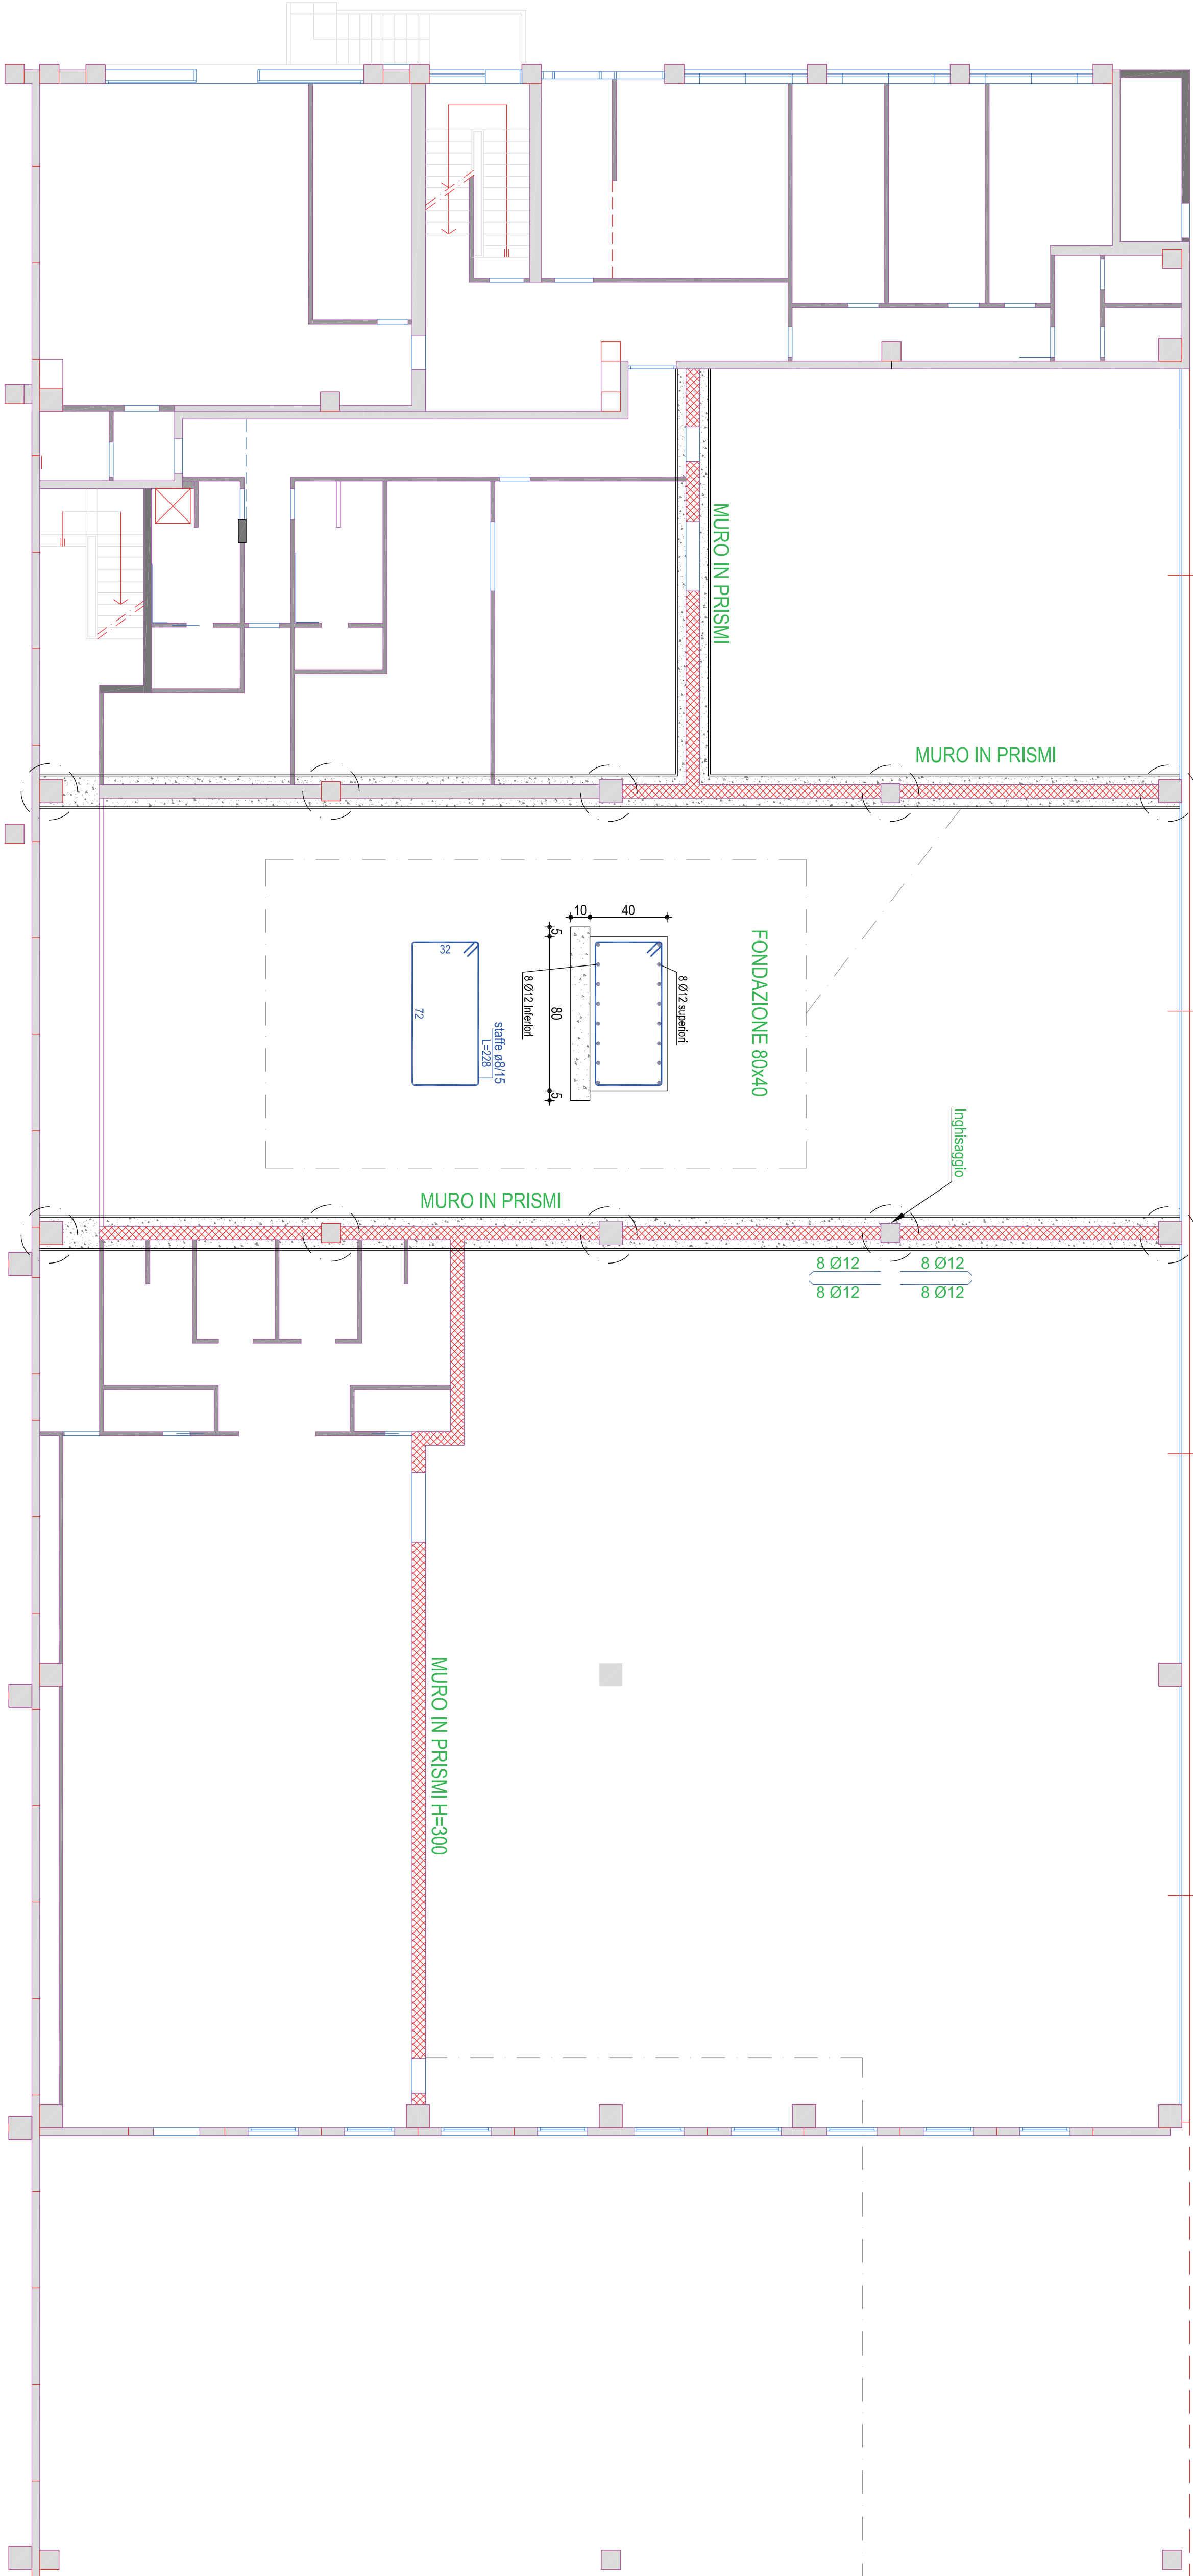 MURO IN PRISMI
MURO IN PRISMI
FONDAZIONE 80x40
10
40
5
80
5
8 Ø12 superiori
8 Ø12 inferiori
32
72
staffe ø8/15
L=228
Inghisaggio
MURO IN PRISMI
8 Ø12
8 Ø12
8 Ø12
8 Ø12
MURO IN PRISMI H=300